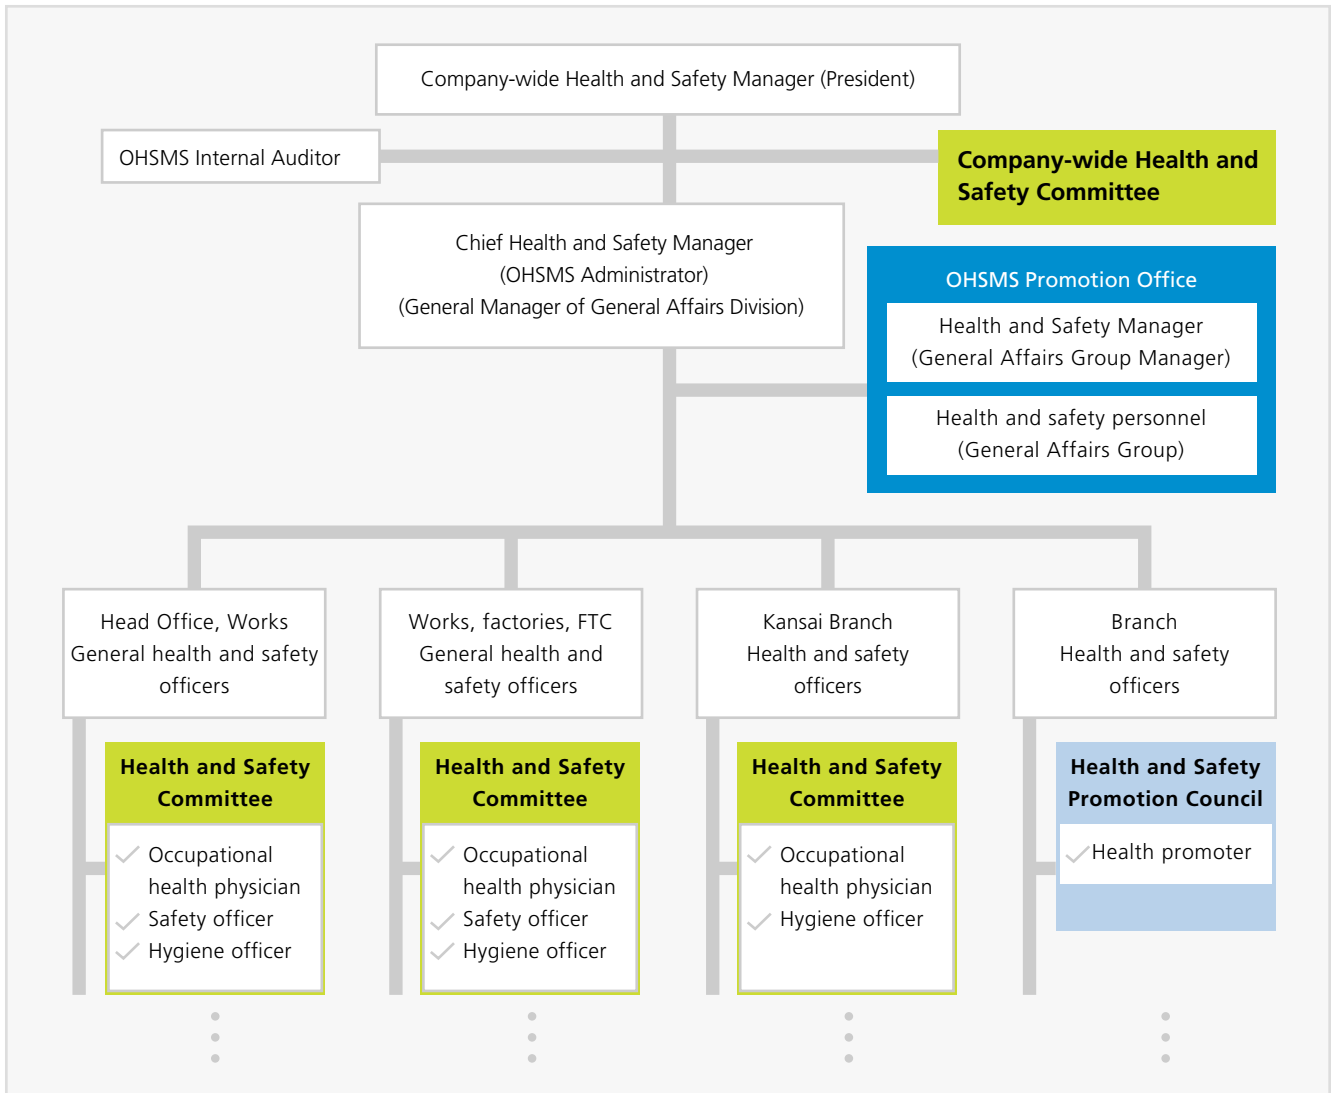 Company-wide Health and Safety Manager (President)
OHSMS Internal Auditor
Company-wide Health and
Safety Committee
Chief Health and Safety Manager
(OHSMS Administrator)
(General Manager of General Affairs Division)
OHSMS Promotion Office
Health and Safety Manager
(General Affairs Group Manager)
Health and safety personnel
(General Affairs Group)
Head Office, Works
General health and safety
officers
Works, factories, FTC
General health and
safety officers
Kansai Branch
Health and safety
officers
Branch
Health and safety
officers
Health and Safety
Committee
Occupational
health physician
Safety officer
Hygiene officer
Health and Safety
Committee
Occupational
health physician
Safety officer
Hygiene officer
Health and Safety
Committee
Occupational
health physician
Hygiene officer
Health and Safety
Promotion Council
Health promoter